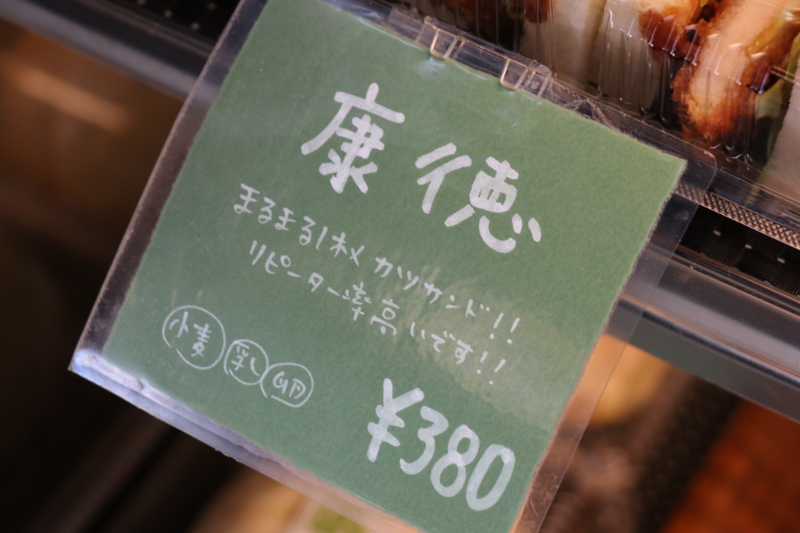 康徳
まるまる1枚カツサンド!!
リピーター率高いです!!
小麦 乳 卵
¥380